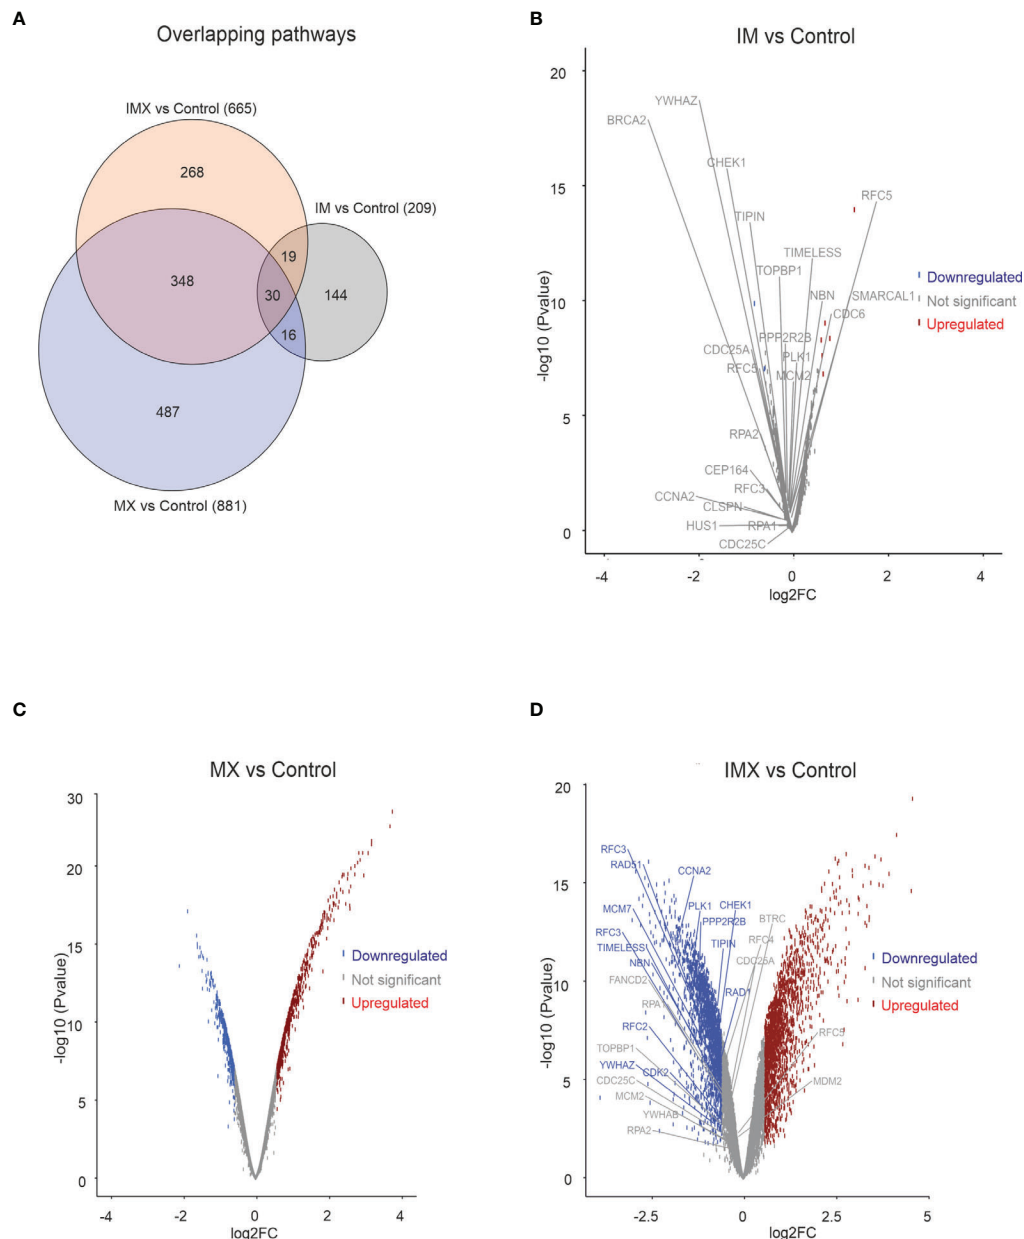 A
Overlapping pathways
IMX vs Control (665)
268
IM vs Control (209)
19
348
30
144
16
487
MX vs Control (881)
B
IM vs Control
20
15
10
5
0
-log10 (Pvalue)
YWHAZ
BRCA2
CHEK1
RFC5
TIPIN
TIMELESS
TOPBP1
NBN
SMARCAL1
CDC6
PPP2R2B
CDC25A
PLK1
RFC5
MCM2
RPA2
CEP164
RFC3
CCNA2
CLSPN
HUS1
RPA1
CDC25C
Downregulated
Not significant
Upregulated
-4
-2
0
2
4
log2FC
C
MX vs Control
30
20
15
10
5
0
-log10 (Pvalue)
Downregulated
Not significant
Upregulated
-4
-2
0
2
4
log2FC
D
IMX vs Control
20
15
10
5
0
-log10 (Pvalue)
RFC3
RAD51
CCNA2
MCM7
PLK1
CHEK1
PPP2R2B
BTRC
RFC3
TIPIN
RFC4
TIMELESS
NBN
CDC25A
FANCD2
RAD1
RPA1
RFC2
RFC5
TOPBP1
YWHAZ
CDK2
CDC25C
MDM2
MCM2
YWHAB
RPA2
Downregulated
Not significant
Upregulated
-2.5
0
2.5
5
log2FC